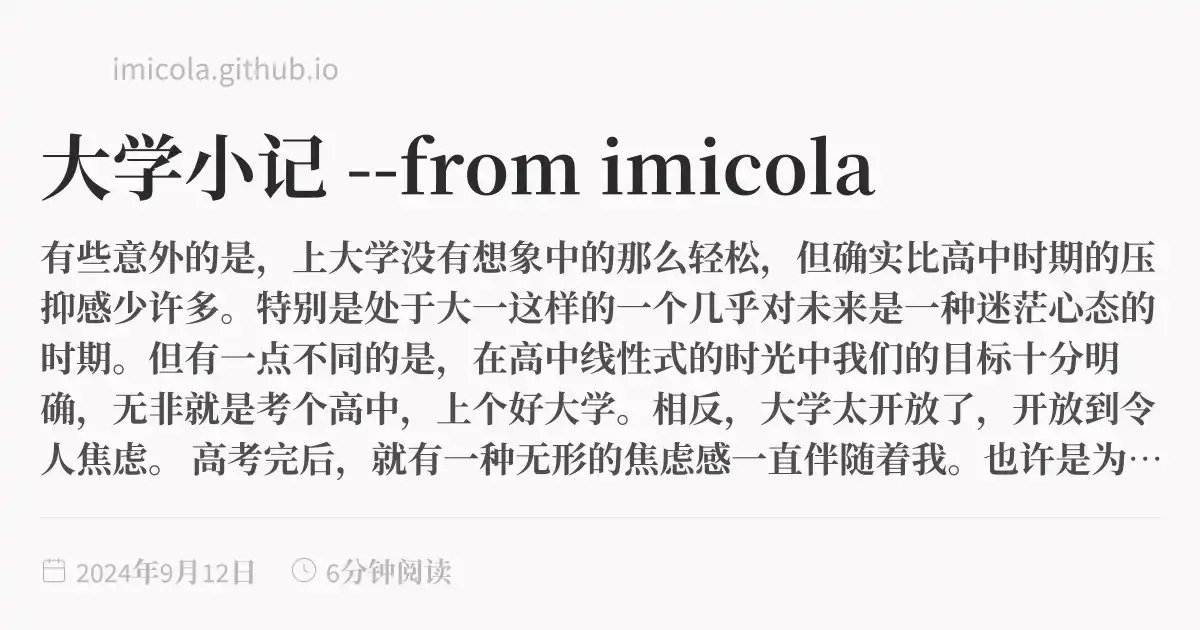 imicola.github.io
大学小记 --from imicola
有些意外的是，上大学没有想象中的那么轻松，但确实比高中时期的压
抑感少许多。特别是处于大一这样的一个几乎对未来是一种迷茫心态的
时期。但有一点不同的是，在高中线性式的时光中我们的目标十分明
确，无非就是考个高中，上个好大学。相反，大学太开放了，开放到令
人焦虑。 高考完后，就有一种无形的焦虑感一直伴随着我。也许是为…
2024年9月12日 6分钟阅读